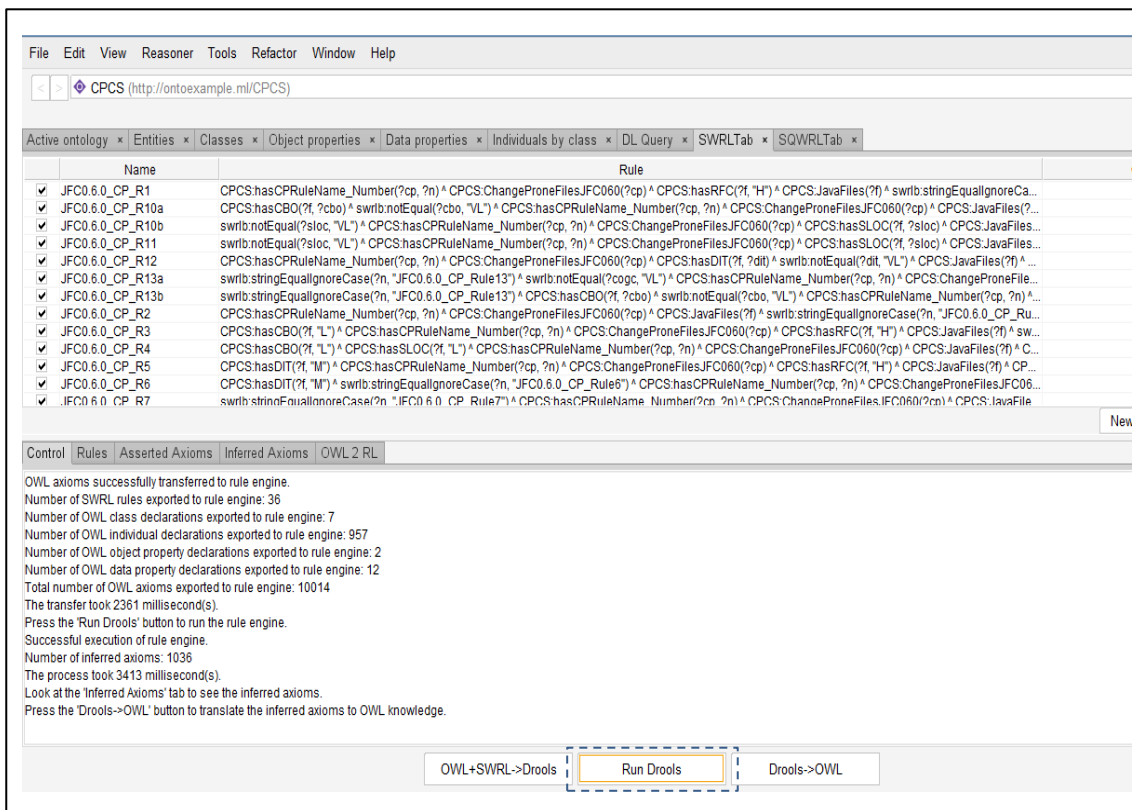 File Edit View Reasoner Tools Refactor Window Help
< > CPCS (http://ontoexample.ml/CPCS)
Active ontology × Entities × Classes × Object properties × Data properties × Individuals by class × DL Query × SWRLTab × SQWRLTab ×
Name Rule
JFC0.6.0_CP_R1 CPCS:hasCPRuleName_Number(?cp, ?n) ^ CPCS:ChangeProneFilesJFC060(?cp) ^ CPCS:hasRFC(?f, "H") ^ CPCS:JavaFiles(?f) ^ swrlb:stringEqualIgnoreCa...
JFC0.6.0_CP_R10a CPCS:hasCBO(?f, ?cbo) ^ swrlb:notEqual(?cbo, "VL") ^ CPCS:hasCPRuleName_Number(?cp, ?n) ^ CPCS:ChangeProneFilesJFC060(?cp) ^ CPCS:JavaFiles(?...
JFC0.6.0_CP_R10b swrlb:notEqual(?sloc, "VL") ^ CPCS:hasCPRuleName_Number(?cp, ?n) ^ CPCS:ChangeProneFilesJFC060(?cp) ^ CPCS:hasSLOC(?f, ?sloc) ^ CPCS:JavaFiles...
JFC0.6.0_CP_R11 swrlb:notEqual(?sloc, "VL") ^ CPCS:hasCPRuleName_Number(?cp, ?n) ^ CPCS:ChangeProneFilesJFC060(?cp) ^ CPCS:hasSLOC(?f, ?sloc) ^ CPCS:JavaFiles...
JFC0.6.0_CP_R12 CPCS:hasCPRuleName_Number(?cp, ?n) ^ CPCS:ChangeProneFilesJFC060(?cp) ^ CPCS:hasDIT(?f, ?dit) ^ swrlb:notEqual(?dit, "VL") ^ CPCS:JavaFiles(?f) ^ ...
JFC0.6.0_CP_R13a swrlb:stringEqualIgnoreCase(?n, "JFC0.6.0_CP_Rule13") ^ swrlb:notEqual(?cogc, "VL") ^ CPCS:hasCPRuleName_Number(?cp, ?n) ^ CPCS:ChangeProneFile...
JFC0.6.0_CP_R13b swrlb:stringEqualIgnoreCase(?n, "JFC0.6.0_CP_Rule13") ^ CPCS:hasCBO(?f, ?cbo) ^ swrlb:notEqual(?cbo, "VL") ^ CPCS:hasCPRuleName_Number(?cp, ?n) ^...
JFC0.6.0_CP_R2 CPCS:hasCPRuleName_Number(?cp, ?n) ^ CPCS:ChangeProneFilesJFC060(?cp) ^ CPCS:JavaFiles(?f) ^ swrlb:stringEqualIgnoreCase(?n, "JFC0.6.0_CP_Ru...
JFC0.6.0_CP_R3 CPCS:hasCBO(?f, "L") ^ CPCS:hasCPRuleName_Number(?cp, ?n) ^ CPCS:ChangeProneFilesJFC060(?cp) ^ CPCS:hasRFC(?f, "H") ^ CPCS:JavaFiles(?f) ^ sw...
JFC0.6.0_CP_R4 CPCS:hasCBO(?f, "L") ^ CPCS:hasSLOC(?f, "L") ^ CPCS:hasCPRuleName_Number(?cp, ?n) ^ CPCS:ChangeProneFilesJFC060(?cp) ^ CPCS:JavaFiles(?f) ^ C...
JFC0.6.0_CP_R5 CPCS:hasDIT(?f, "M") ^ CPCS:hasCPRuleName_Number(?cp, ?n) ^ CPCS:ChangeProneFilesJFC060(?cp) ^ CPCS:hasRFC(?f, "H") ^ CPCS:JavaFiles(?f) ^ CP...
JFC0.6.0_CP_R6 CPCS:hasDIT(?f, "M") ^ swrlb:stringEqualIgnoreCase(?n, "JFC0.6.0_CP_Rule6") ^ CPCS:hasCPRuleName_Number(?cp, ?n) ^ CPCS:ChangeProneFilesJFC06...
JFC0.6.0_CP_R7 swrlb:stringEqualIgnoreCase(?n, "JFC0.6.0_CP_Rule7") ^ CPCS:hasCPRuleName_Number(?cp, ?n) ^ CPCS:ChangeProneFilesJFC060(?cp) ^ CPCS:JavaFile
New
Control Rules Asserted Axioms Inferred Axioms OWL 2 RL
OWL axioms successfully transferred to rule engine.
Number of SWRL rules exported to rule engine: 36
Number of OWL class declarations exported to rule engine: 7
Number of OWL individual declarations exported to rule engine: 957
Number of OWL object property declarations exported to rule engine: 2
Number of OWL data property declarations exported to rule engine: 12
Total number of OWL axioms exported to rule engine: 10014
The transfer took 2361 millisecond(s).
Press the 'Run Drools' button to run the rule engine.
Successful execution of rule engine.
Number of inferred axioms: 1036
The process took 3413 millisecond(s).
Look at the 'Inferred Axioms' tab to see the inferred axioms.
Press the 'Drools->OWL' button to translate the inferred axioms to OWL knowledge.
OWL+SWRL->Drools Run Drools Drools->OWL